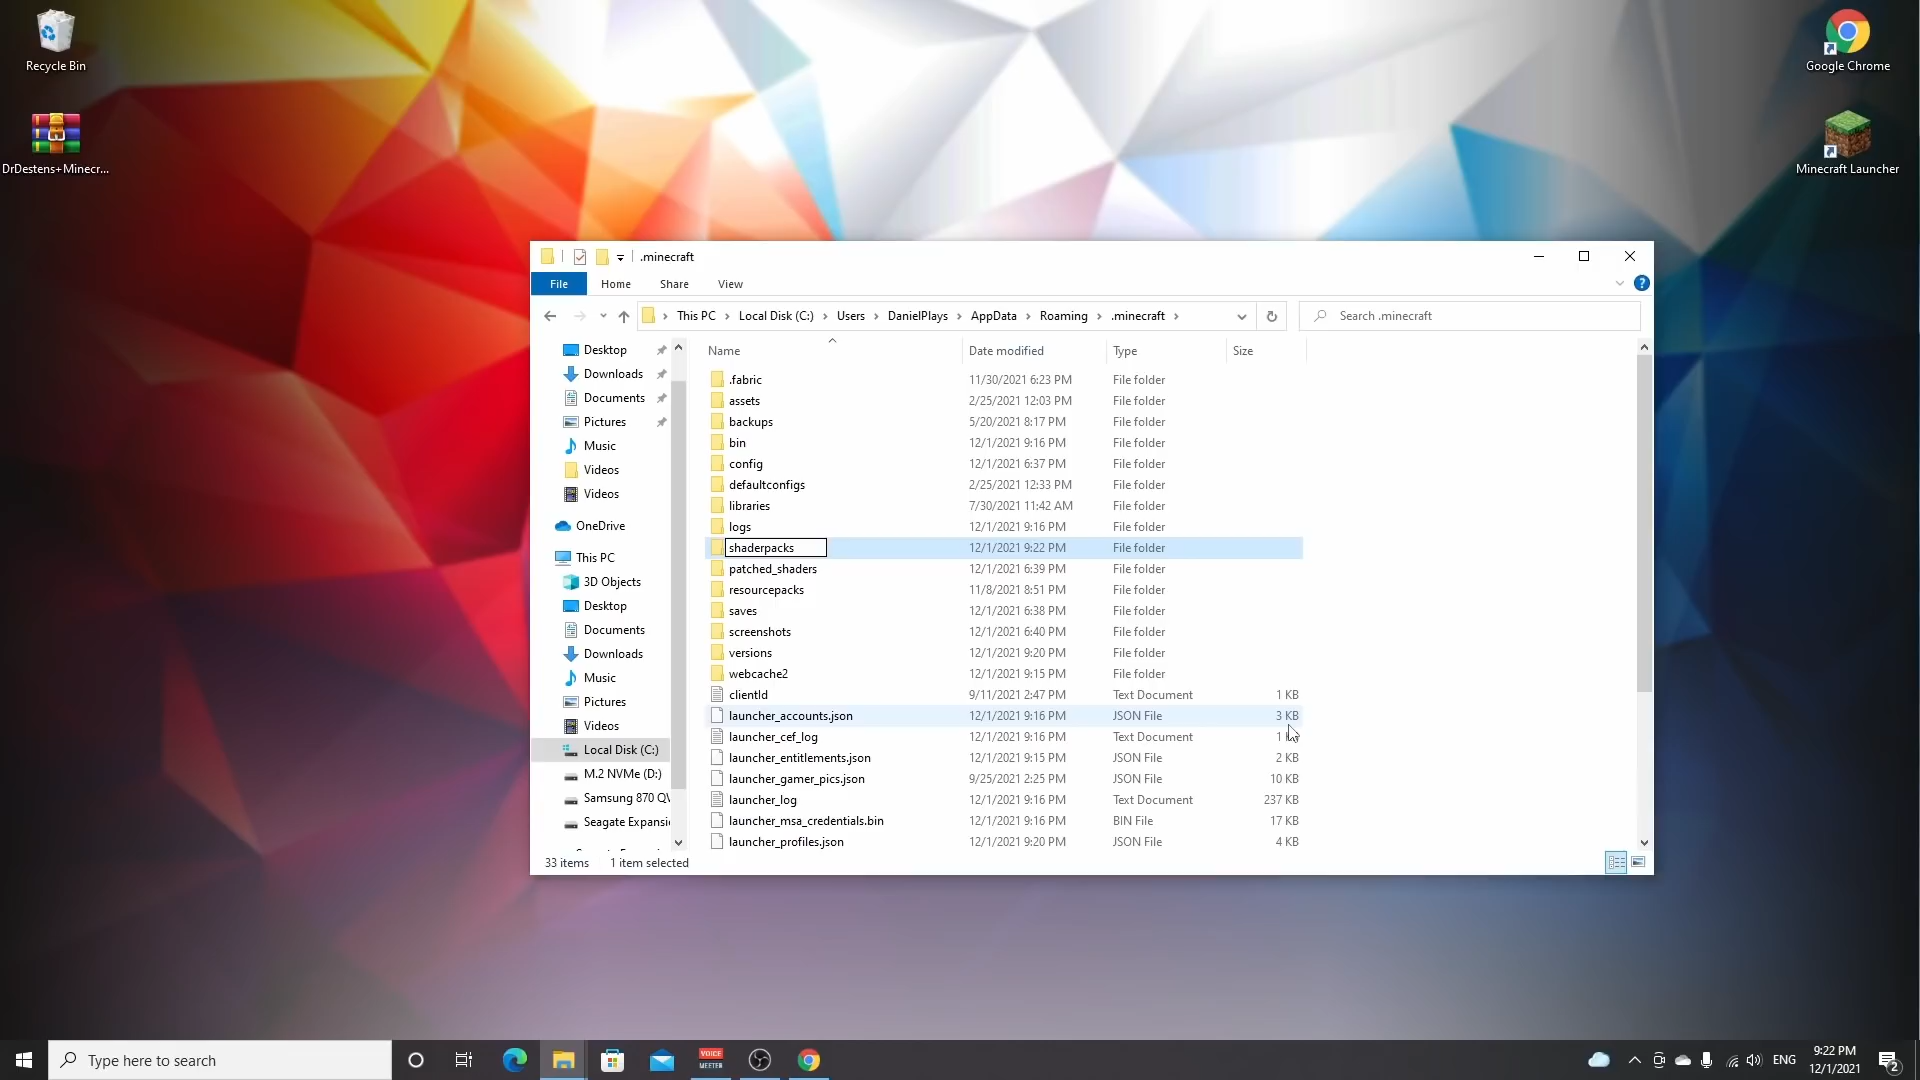 Recycle Bin
DrDestens+Minecr...
Google Chrome
Minecraft Launcher
.minecraft
File Home Share View
This PC Local Disk (C:) Users DanielPlays AppData Roaming .minecraft
Search .minecraft
Name Date modified Type Size
Desktop
Downloads
Documents
Pictures
Music
Videos
Videos
OneDrive
This PC
3D Objects
Desktop
Documents
Downloads
Music
Pictures
Videos
Local Disk (C:)
M.2 NVMe (D:)
Samsung 870 QV
Seagate Expansi
.fabric 11/30/2021 6:23 PM File folder
assets 2/25/2021 12:03 PM File folder
backups 5/20/2021 8:17 PM File folder
bin 12/1/2021 9:16 PM File folder
config 12/1/2021 6:37 PM File folder
defaultconfigs 2/25/2021 12:33 PM File folder
libraries 7/30/2021 11:42 AM File folder
logs 12/1/2021 9:16 PM File folder
shaderpacks 12/1/2021 9:22 PM File folder
patched_shaders 12/1/2021 6:39 PM File folder
resourcepacks 11/8/2021 8:51 PM File folder
saves 12/1/2021 6:38 PM File folder
screenshots 12/1/2021 6:40 PM File folder
versions 12/1/2021 9:20 PM File folder
webcache2 12/1/2021 9:15 PM File folder
clientId 9/11/2021 2:47 PM Text Document 1 KB
launcher_accounts.json 12/1/2021 9:16 PM JSON File 3 KB
launcher_cef_log 12/1/2021 9:16 PM Text Document 1
launcher_entitlements.json 12/1/2021 9:15 PM JSON File 2 KB
launcher_gamer_pics.json 9/25/2021 2:25 PM JSON File 10 KB
launcher_log 12/1/2021 9:16 PM Text Document 237 KB
launcher_msa_credentials.bin 12/1/2021 9:16 PM BIN File 17 KB
launcher_profiles.json 12/1/2021 9:20 PM JSON File 4 KB
33 items 1 item selected
Type here to search
VOICE
MEETER
ENG
9:22 PM
12/1/2021
2